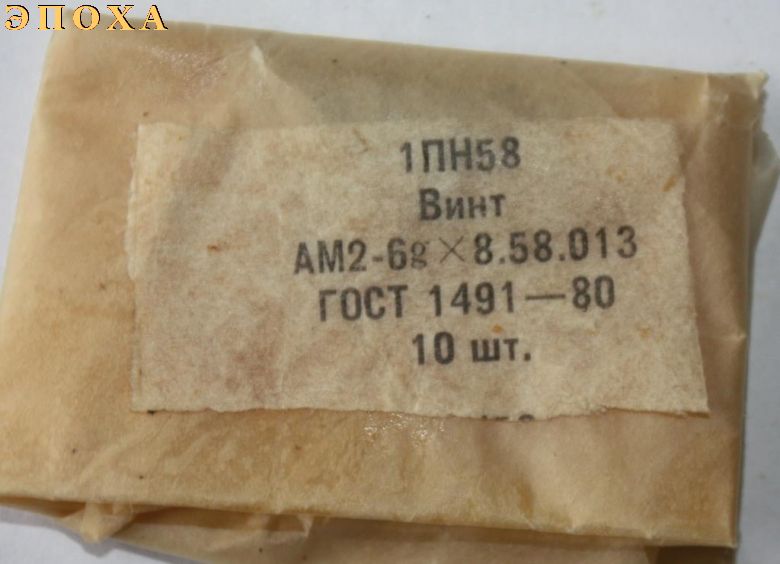 ЭПОХА
1ПН58
Винт
АМ2-6g×8.58.013
ГОСТ 1491—80
10 шт.